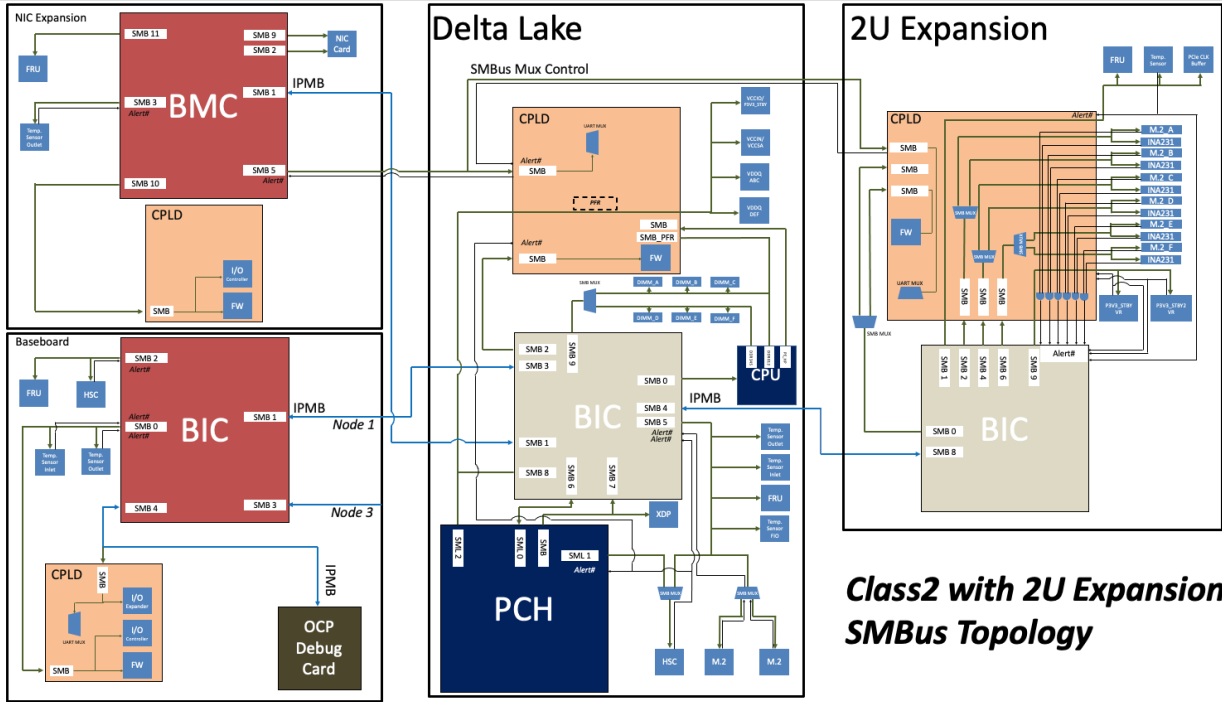 NIC Expansion
SMB 11
SMB 9
SMB 2
NIC
Card
FRU
BMC
SMB 3
Alert#
SMB 1
IPMB
Temp.
Sensor
Outlet
SMB 5
Alert#
SMB 10
CPLD
I/O
Controller
FW
SMB
Baseboard
SMB 2
Alert#
FRU
HSC
BIC
Alert#
SMB 0
Alert#
SMB 1
IPMB
Node 1
Temp.
Sensor
Inlet
Temp.
Sensor
Outlet
SMB 4
SMB 3
Node 3
CPLD
SMB
I/O
Expander
UART MUX
I/O
Controller
SMB
FW
IPMB
OCP
Debug
Card
Delta Lake
SMBus Mux Control
CPLD
UART MUX
Alert#
SMB
PFR
SMB
SMB_PFR
Alert#
SMB
FW
VCCIO/
P3V3_STBY
VCCIN/
VCCSA
VDDQ
ABC
VDDQ
DEF
SMB MUX
DIMM_A
DIMM_B
DIMM_C
DIMM_D
DIMM_E
DIMM_F
SMB 2
SMB 9
SMB 3
BIC
SMB 0
CPU
IPMB
SMB 4
SMB 5
Alert#
Alert#
SMB 1
SMB 8
SMB 6
SMB 7
Temp.
Sensor
Outlet
Temp.
Sensor
Inlet
FRU
Temp.
Sensor
FIO
XDP
SML 2
SML 0
SMB
SML 1
Alert#
PCH
SMB MUX
SMB MUX
HSC
M.2
M.2
2U Expansion
FRU
Temp.
Sensor
PCIe CLK
Buffer
CPLD
Alert#
SMB
SMB
SMB
FW
UART MUX
SMB MUX
SMB MUX
SMB MUX
SMB
SMB
SMB
M.2_A
INA231
M.2_B
INA231
M.2_C
INA231
M.2_D
INA231
M.2_E
INA231
M.2_F
INA231
P3V3_STBY
VR
P3V3_STBY2
VR
SMB MUX
SMB 1
SMB 2
SMB 4
SMB 6
SMB 9
Alert#
SMB 0
BIC
SMB 8
Class2 with 2U Expansion
SMBus Topology